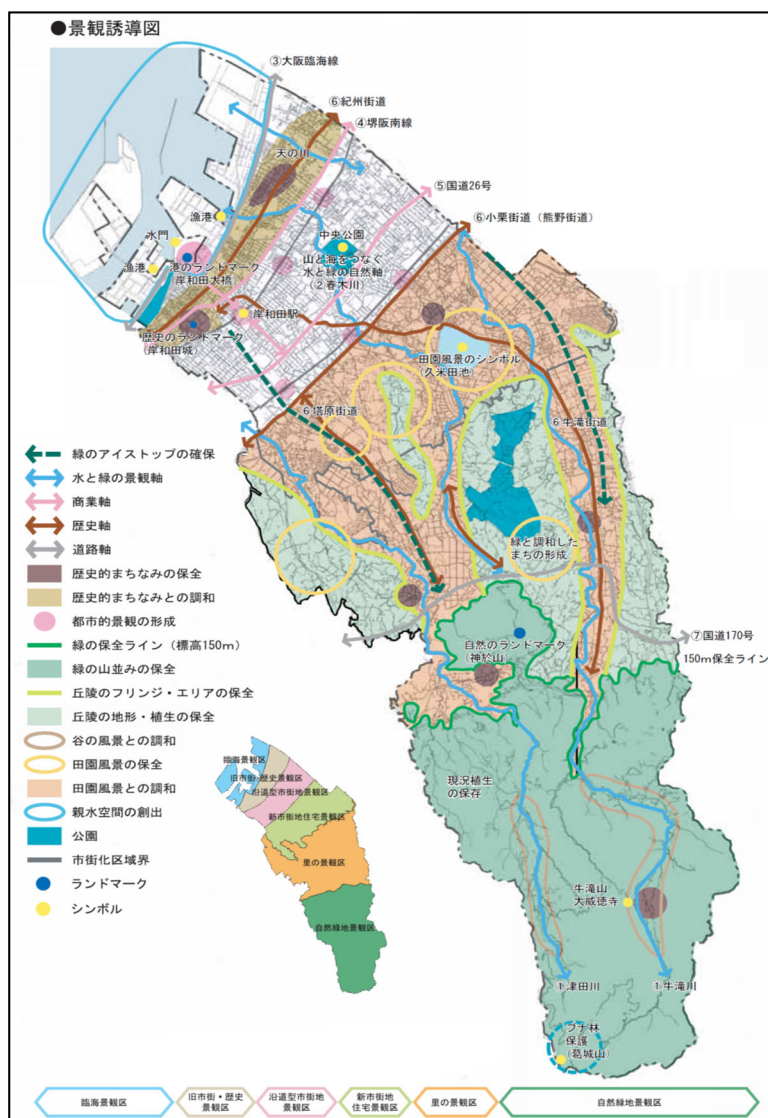 ●景観誘導図
③大阪臨海線
⑥紀州街道
④堺阪南線
天の川
⑤国道26号
漁港
⑥小栗街道（熊野街道）
水門
中央公園
漁港
山と海をつなぐ
水と緑の自然軸
（２春木川）
港のランドマーク
（岸和田大橋）
岸和田駅
歴史のランドマーク
（岸和田城）
田園風景のシンボル
（久米田池）
6 塔原街道
6 牛滝街道
緑と調和した
まちの形成
⑦国道170号
自然のランドマーク
（神於山）
150m保全ライン
現況植生
の保存
牛滝山
大威徳寺
①津田川
①牛滝川
ブナ林
保護
（葛城山）
緑のアイストップの確保
水と緑の景観軸
商業軸
歴史軸
道路軸
歴史的まちなみの保全
歴史的まちなみとの調和
都市的景観の形成
緑の保全ライン（標高150m）
緑の山並みの保全
丘陵のフリンジ・エリアの保全
丘陵の地形・植生の保全
谷の風景との調和
田園風景の保全
田園風景との調和
親水空間の創出
公園
市街化区域界
ランドマーク
シンボル
臨海景観区
旧市街・歴史景観区
沿道型市街地景観区
新市街地住宅景観区
里の景観区
自然緑地景観区
臨海景観区
旧市街・歴史
景観区
沿道型市街地
景観区
新市街地
住宅景観区
里の景観区
自然緑地景観区